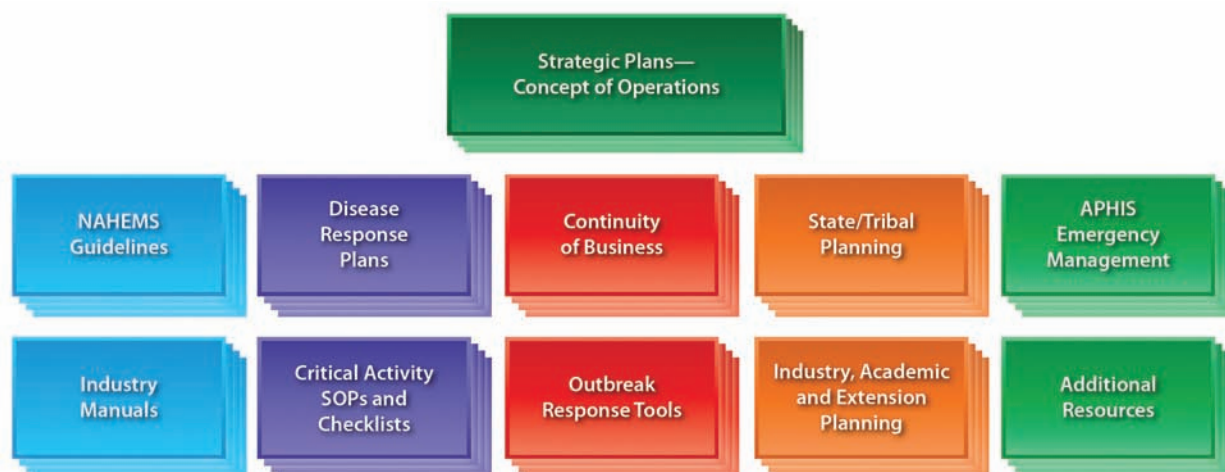 Strategic Plans—
Concept of Operations
NAHEMS
Guidelines
Disease
Response
Plans
Continuity
of Business
State/Tribal
Planning
APHIS
Emergency
Management
Industry
Manuals
Critical Activity
SOPs and
Checklists
Outbreak
Response Tools
Industry, Academic
and Extension
Planning
Additional
Resources